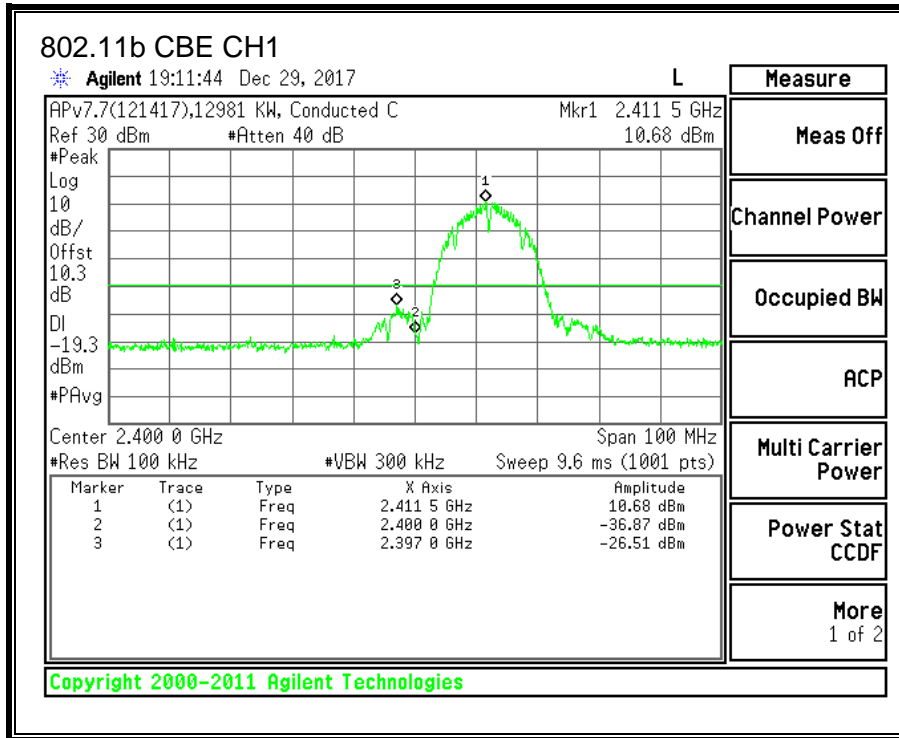 802.11b CBE CH1
Agilent 19:11:44 Dec 29, 2017 L
Measure
APv7.7(121417),12981 KW, Conducted C Mkr1 2.411 5 GHz
Ref 30 dBm #Atten 40 dB 10.68 dBm
Meas Off
#Peak
Log
10
dB/
Offst
10.3
dB
DI
-19.3
dBm
#PAvg
1
3
2
Channel Power
Occupied BW
ACP
Center 2.400 0 GHz Span 100 MHz
#Res BW 100 kHz #VBW 300 kHz Sweep 9.6 ms (1001 pts)
Multi Carrier
Power
Marker Trace Type X Axis Amplitude
1 (1) Freq 2.411 5 GHz 10.68 dBm
2 (1) Freq 2.400 0 GHz -36.87 dBm
3 (1) Freq 2.397 0 GHz -26.51 dBm
Power Stat
CCDF
More
1 of 2
Copyright 2000-2011 Agilent Technologies